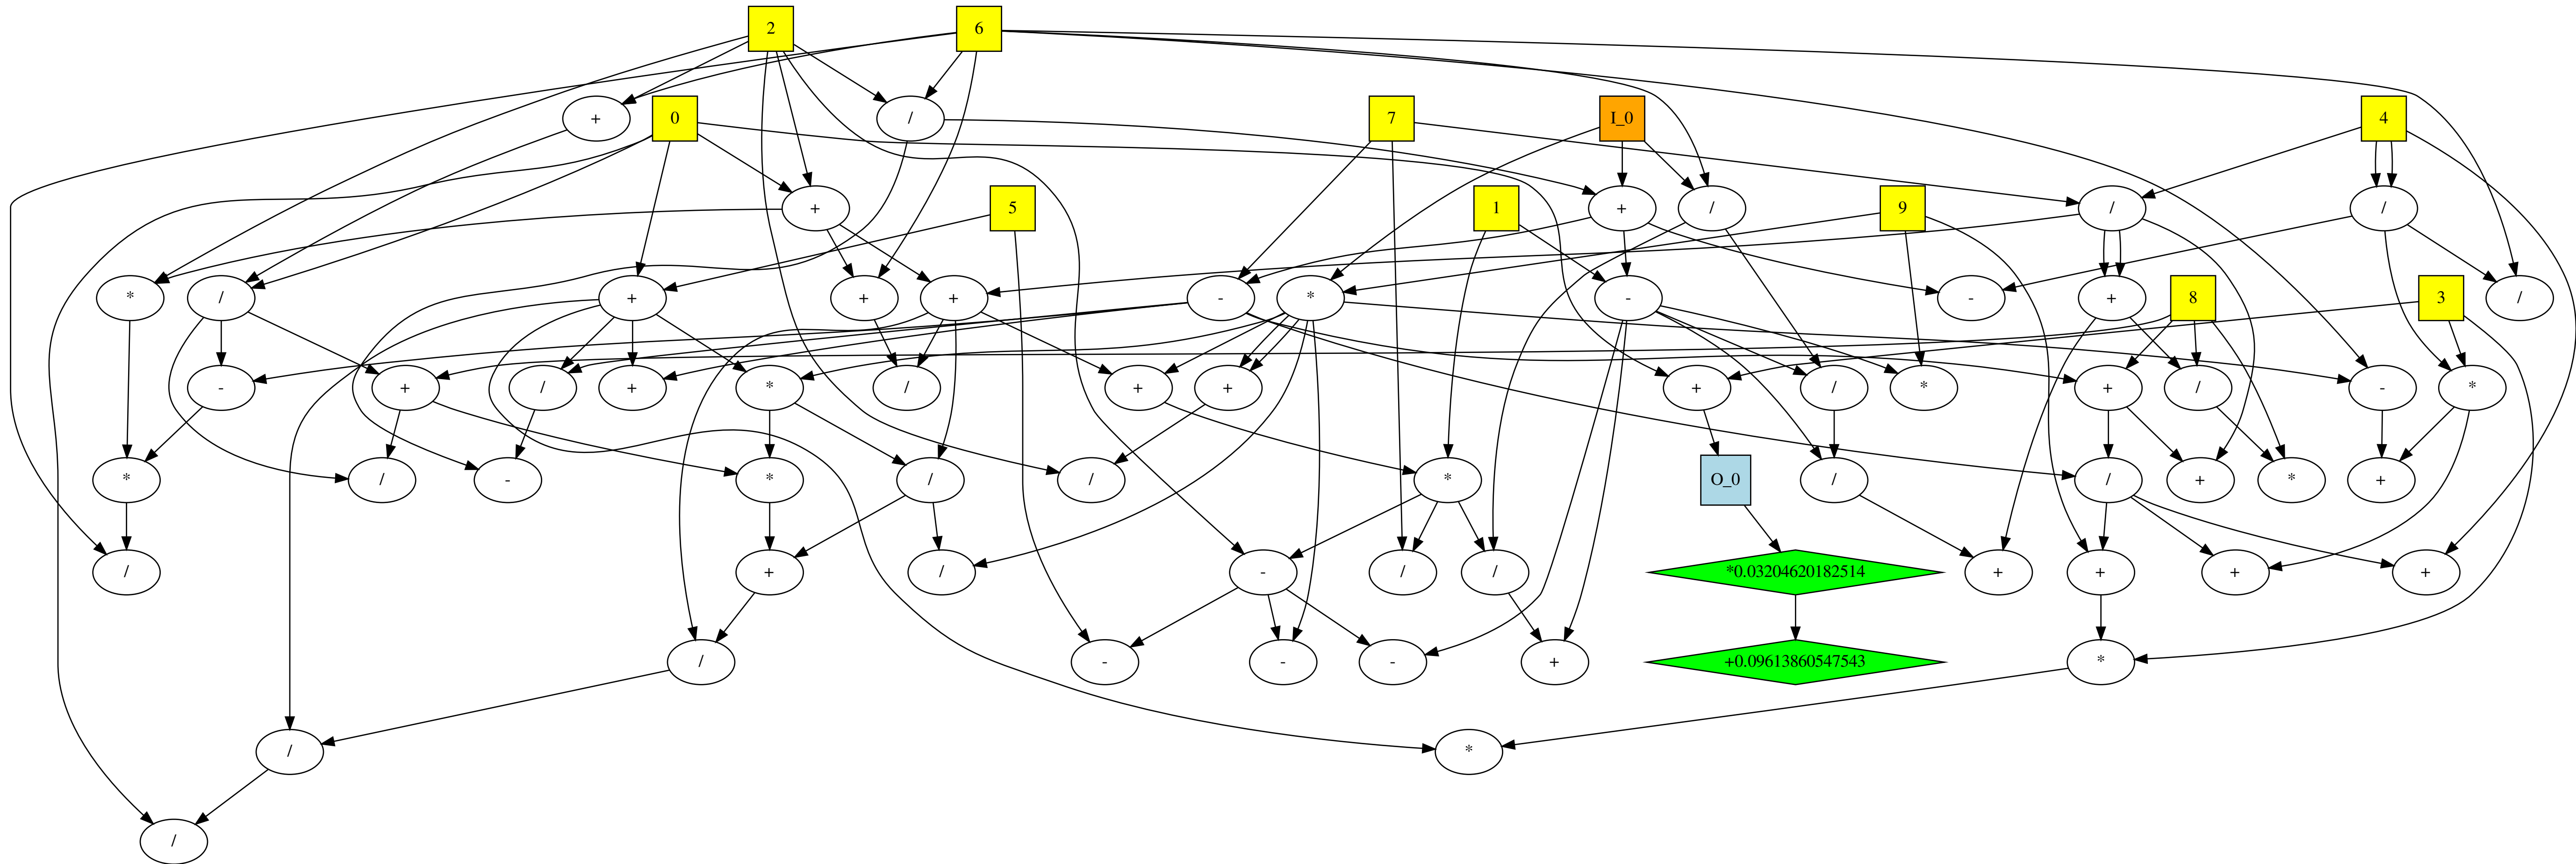 2 6
+ 0 / 7 I_0 4
+ 5 1 + / 9 / /
* / + + + - * - - + 8 / 3
- + / + * / + + + / * + / - *
* / - * / / * O_0 / / + * +
/ + / - / / *0.03204620182514 + + + +
/ - - - + +0.09613860547543 *
/ *
/